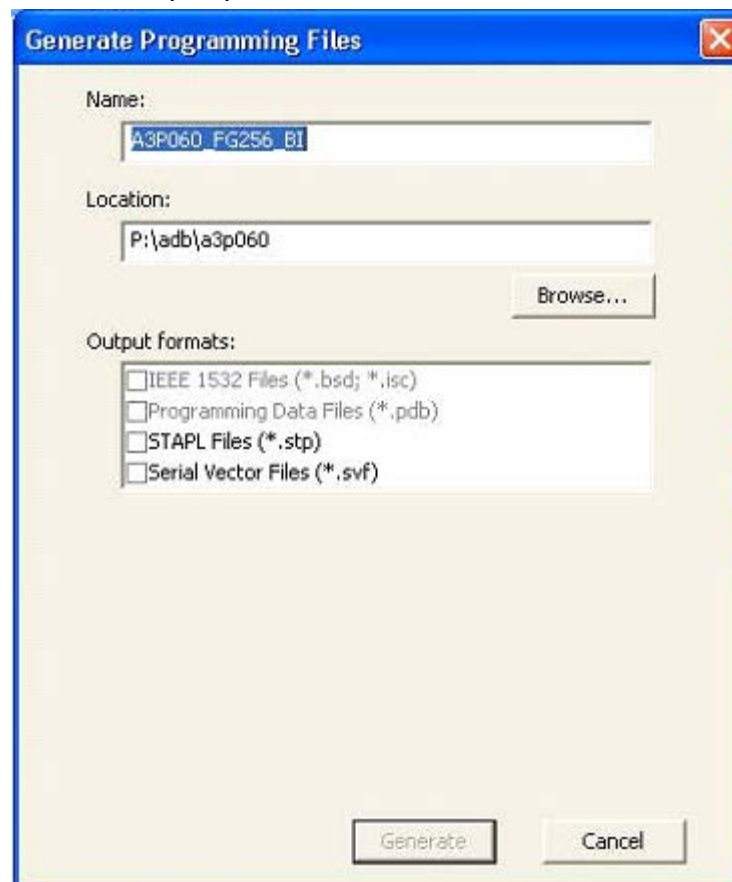 Generate Programming Files
Name:
A3P060_FG256_BI
Location:
P:\adb\a3p060
Browse...
Output formats:
IEEE 1532 Files (*.bsd; *.isc)
Programming Data Files (*.pdb)
STAPL Files (*.stp)
Serial Vector Files (*.svf)
Generate Cancel